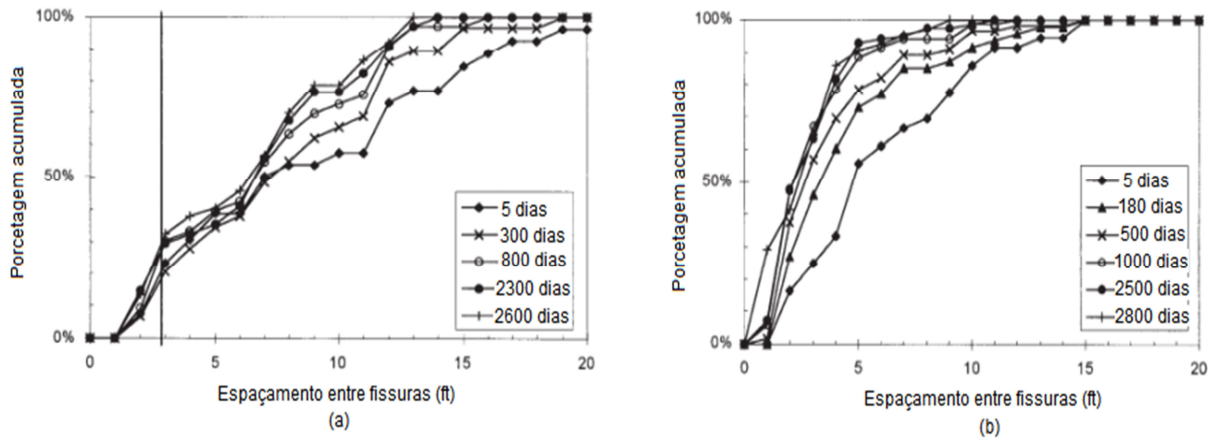 100%
50%
0%
Porcetagem acumulada
0 5 10 15 20
Espaçamento entre fissuras (ft)
(a)
5 dias
300 dias
800 dias
2300 dias
2600 dias
100%
50%
0%
Porcetagem acumulada
0 5 10 15 20
Espaçamento entre fissuras (ft)
(b)
5 dias
180 dias
500 dias
1000 dias
2500 dias
2800 dias